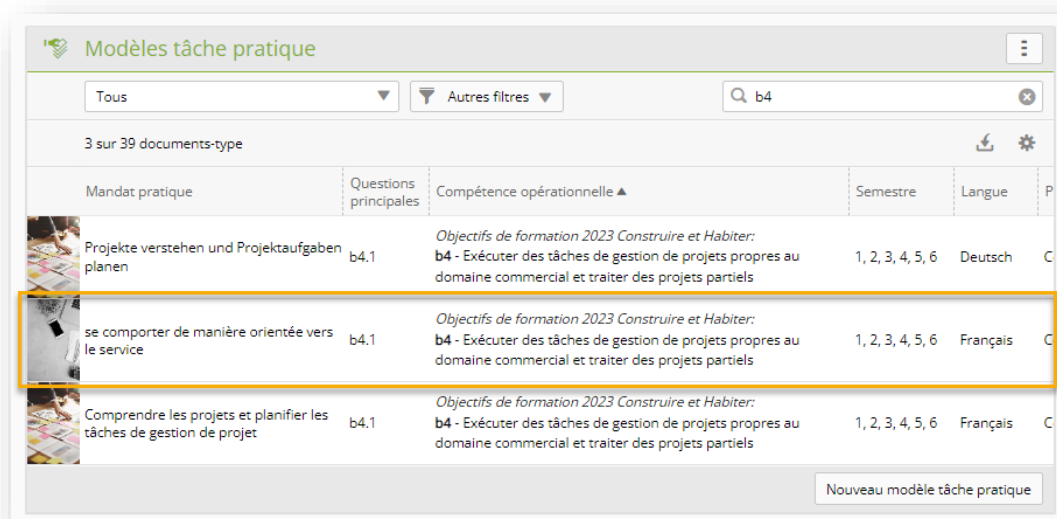 Modèles tâche pratique
Tous
Autres filtres
b4
3 sur 39 documents-type
Mandat pratique
Questions
principales
Compétence opérationnelle ▲
Semestre
Langue
P
Projekte verstehen und Projektaufgaben
planen
b4.1
Objectifs de formation 2023 Construire et Habiter:
b4 - Exécuter des tâches de gestion de projets propres au
domaine commercial et traiter des projets partiels
1, 2, 3, 4, 5, 6
Deutsch
se comporter de manière orientée vers
le service
b4.1
Objectifs de formation 2023 Construire et Habiter:
b4 - Exécuter des tâches de gestion de projets propres au
domaine commercial et traiter des projets partiels
1, 2, 3, 4, 5, 6
Français
Comprendre les projets et planifier les
tâches de gestion de projet
b4.1
Objectifs de formation 2023 Construire et Habiter:
b4 - Exécuter des tâches de gestion de projets propres au
domaine commercial et traiter des projets partiels
1, 2, 3, 4, 5, 6
Français
Nouveau modèle tâche pratique